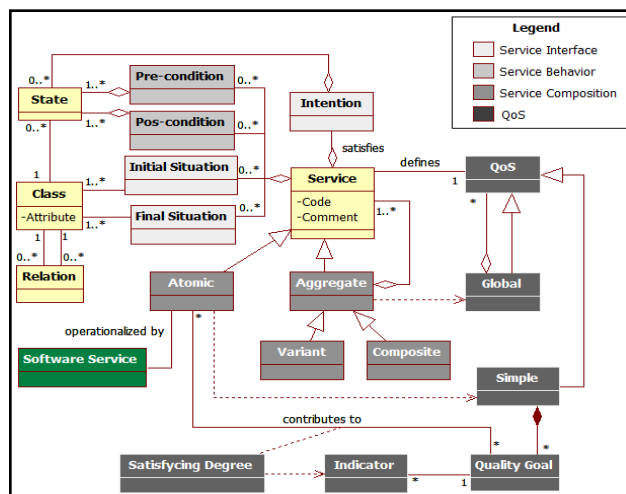 Legend
Service Interface
Service Behavior
Service Composition
QoS
0..*
1..*
Pre-condition
0..*
State
Intention
1..*
Pos-condition
0..*
0..*
satisfies
defines
QoS
1
Initial Situation
0..*
Service
1
1..*
Class
-Code
*
-Attribute
Final Situation
0..*
-Comment
1..*
1..*
1
1
0..*
0..*
Relation
Atomic
Aggregate
Global
*
operationalized by
Software Service
Variant
Composite
Simple
contributes to
*
*
Satisfycing Degree
Indicator
Quality Goal
*
1